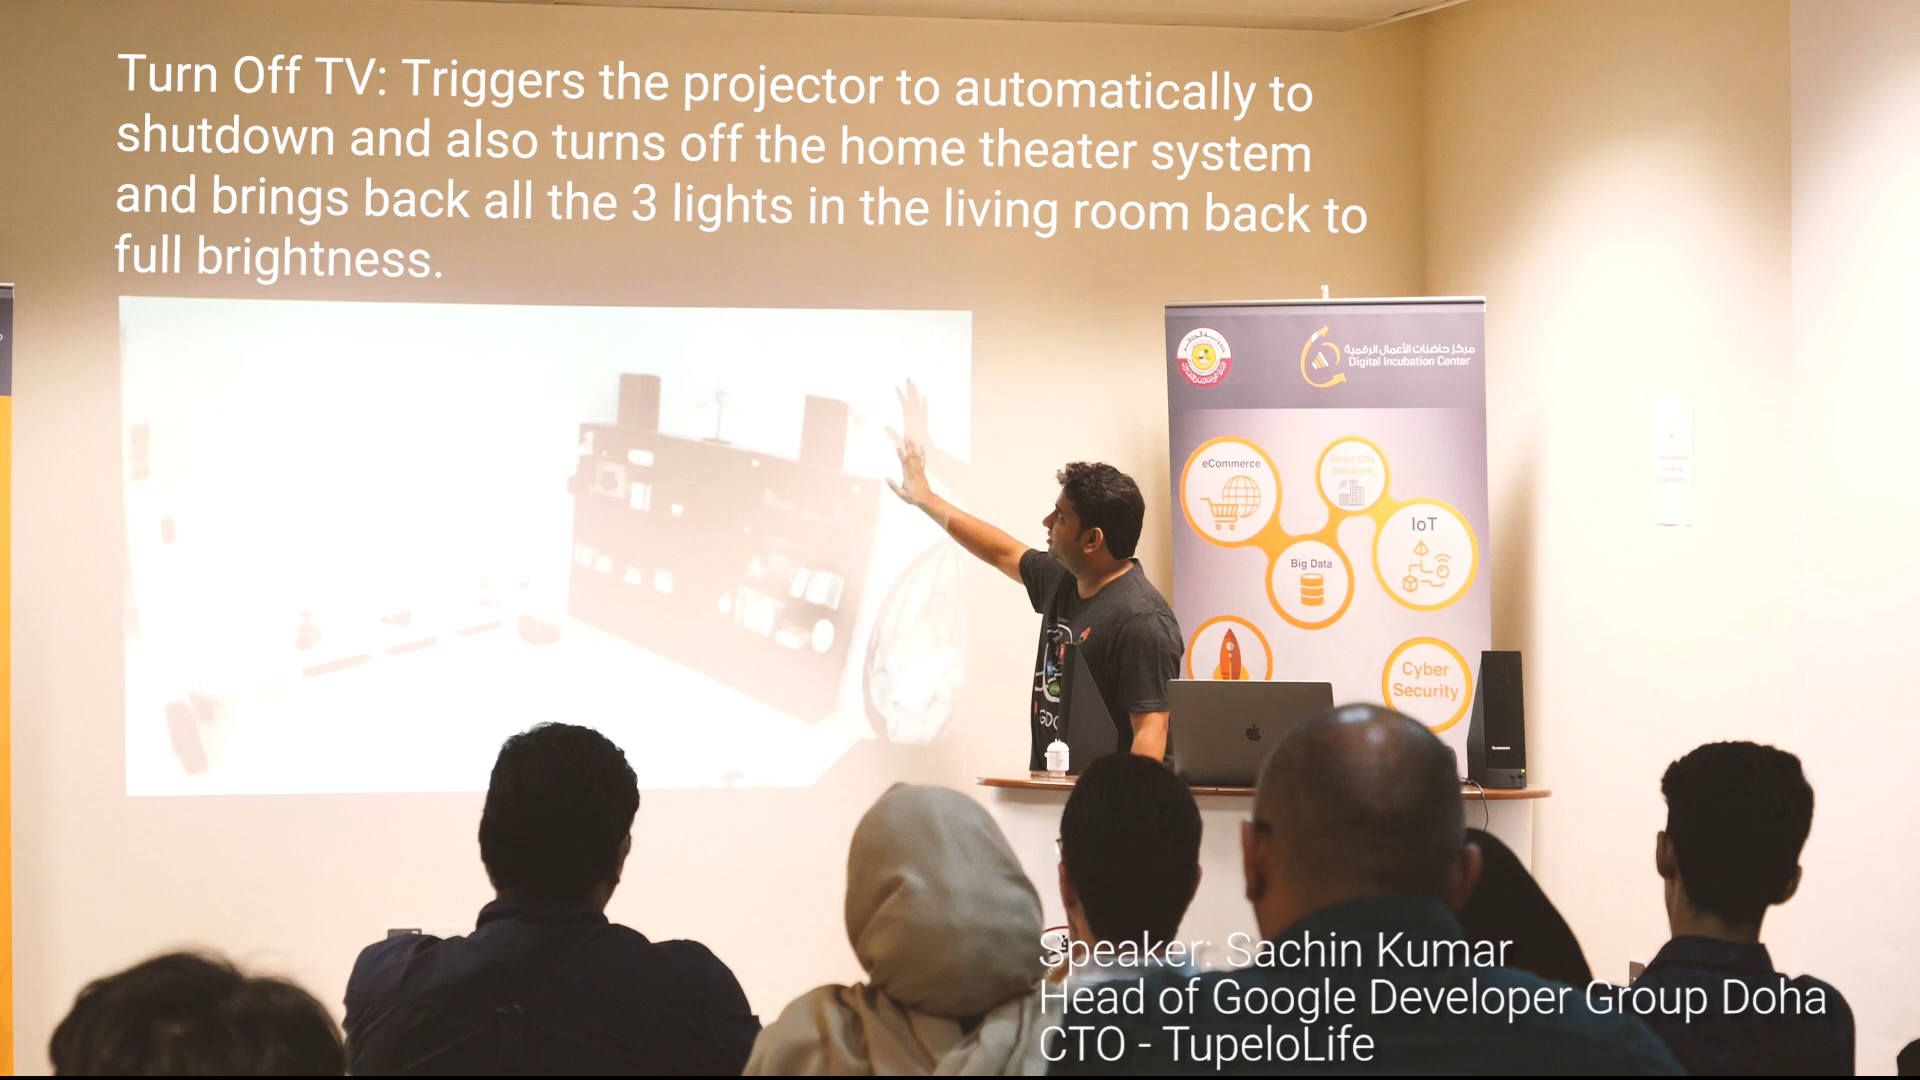 Turn Off TV: Triggers the projector to automatically to
shutdown and also turns off the home theater system
and brings back all the 3 lights in the living room back to
full brightness.
مركز حاضنات الأعمال الرقمية
Digital Incubation Center
eCommerce
Smart City
Solutions
IoT
Big Data
Cyber
Security
Speaker: Sachin Kumar
Head of Google Developer Group Doha
CTO - TupeloLife